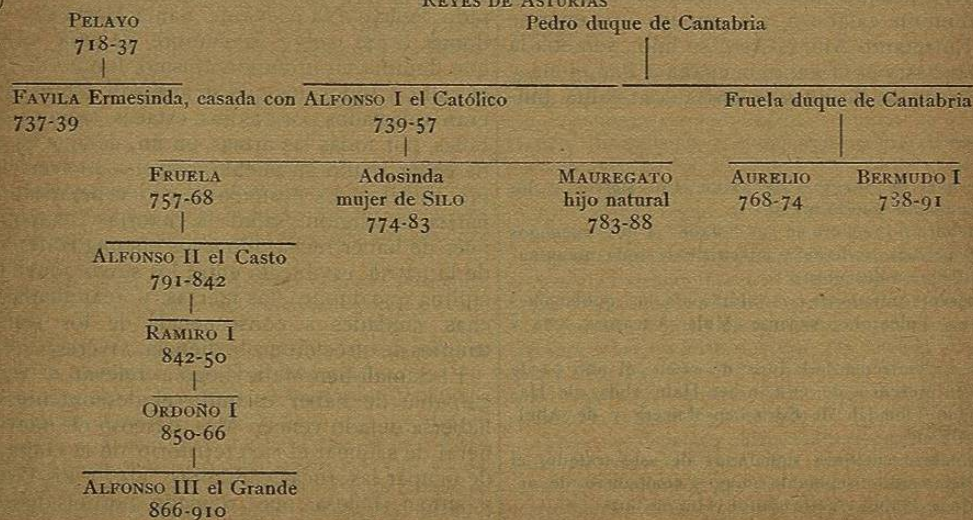 REYES DE ASTURIAS
PELAYO
718-37
Pedro duque de Cantabria
FAVILA Ermesinda, casada con ALFONSO I el Católico
737-39
739-57
Fruela duque de Cantabria
FRUELA
757-68
Adosinda
mujer de SILO
774-83
MAUREGATO
hijo natural
783-88
AURELIO
768-74
BERMUDO I
788-91
ALFONSO II el Casto
791-842
RAMIRO I
842-50
ORDOÑO I
850-66
ALFONSO III el Grande
866-910